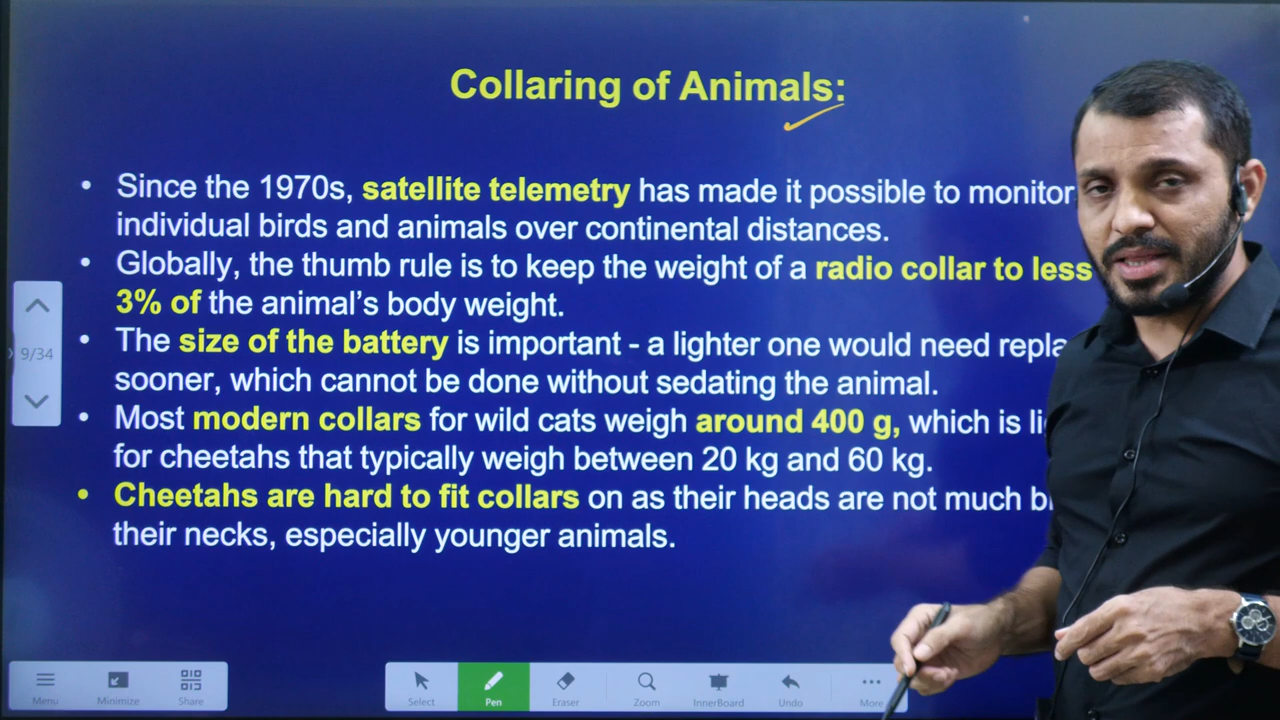 Collaring of Animals:
• Since the 1970s, satellite telemetry has made it possible to monitor
individual birds and animals over continental distances.
• Globally, the thumb rule is to keep the weight of a radio collar to less
3% of the animal's body weight.
• The size of the battery is important - a lighter one would need
sooner, which cannot be done without sedating the animal.
• Most modern collars for wild cats weigh around 400 g, which is
for cheetahs that typically weigh between 20 kg and 60 kg.
• Cheetahs are hard to fit collars on as their heads are not much
their necks, especially younger animals.
9/34
Menu Minimize Share Select Pen Eraser Zoom InnerBoard Undo More